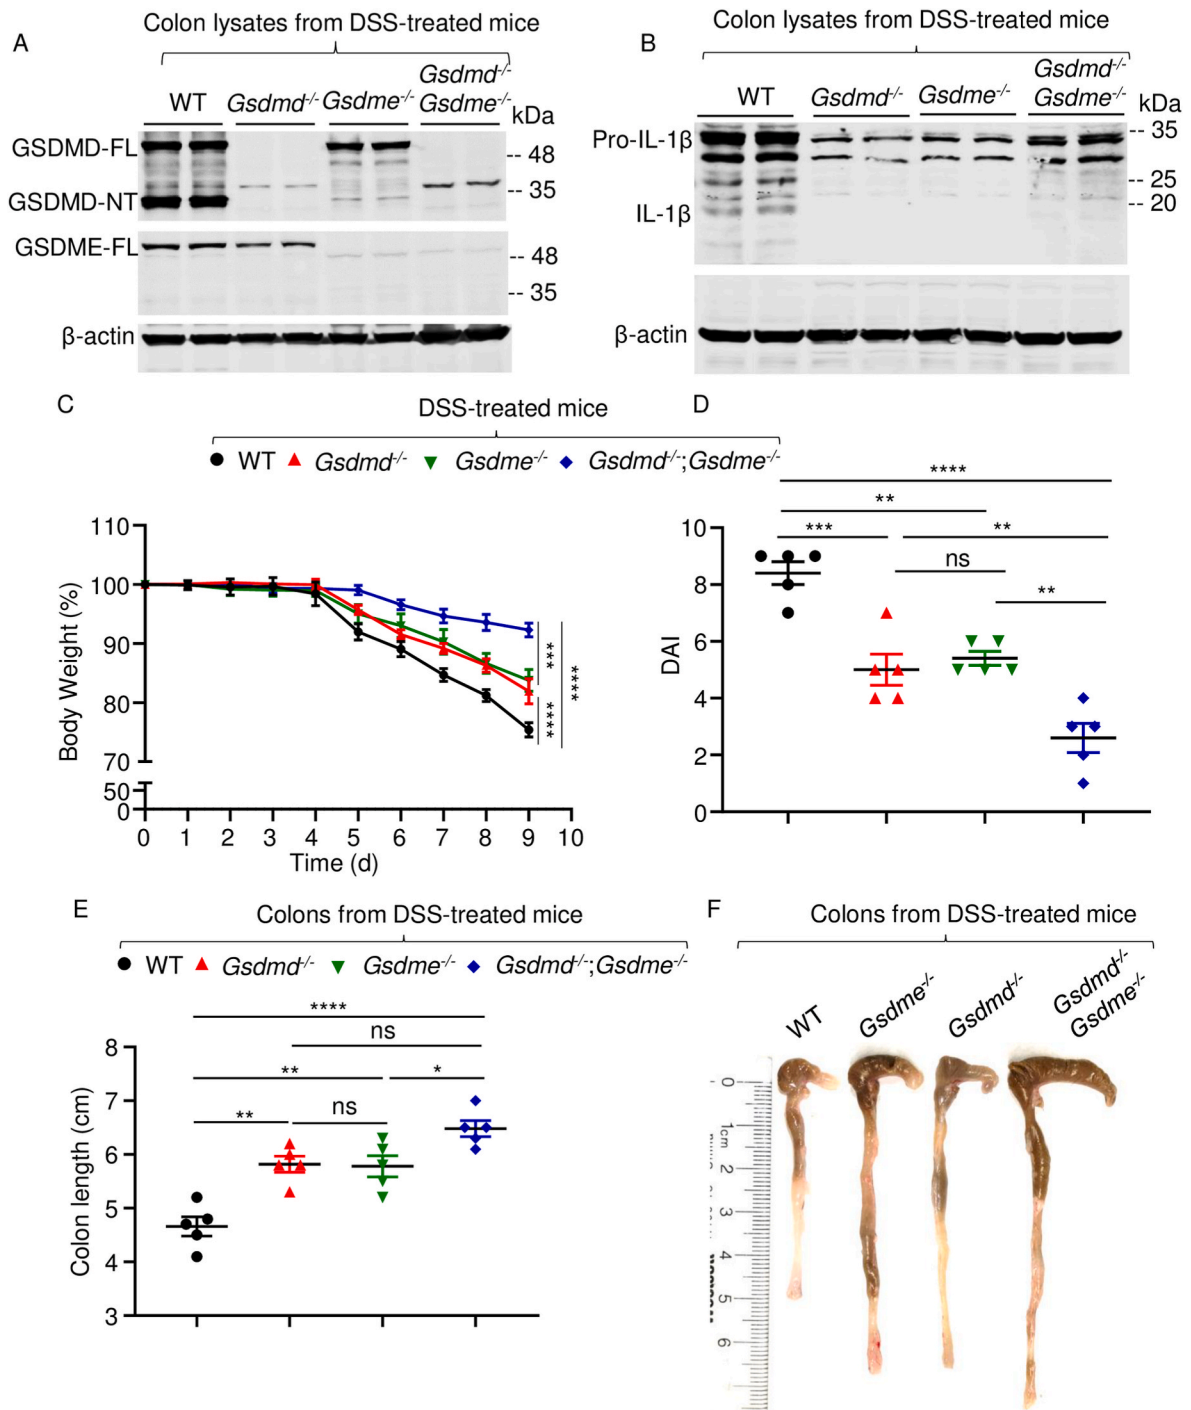 A
Colon lysates from DSS-treated mice
WT
Gsdmd-/-
Gsdme-/-
Gsdmd-/-
Gsdme-/-
kDa
GSDMD-FL
-- 48
-- 35
GSDMD-NT
GSDME-FL
-- 48
-- 35
β-actin
B
Colon lysates from DSS-treated mice
WT
Gsdmd-/-
Gsdme-/-
Gsdmd-/-
Gsdme-/-
kDa
Pro-IL-1β
-- 35
-- 25
-- 20
IL-1β
β-actin
C
DSS-treated mice
WT
Gsdmd-/-
Gsdme-/-
Gsdmd-/-;Gsdme-/-
Body Weight (%)
110
100
90
80
70
50
0
0 1 2 3 4 5 6 7 8 9 10
Time (d)
***
****
****
D
****
**
***
**
ns
**
DAI
10
8
6
4
2
0
E
Colons from DSS-treated mice
WT
Gsdmd-/-
Gsdme-/-
Gsdmd-/-;Gsdme-/-
****
ns
**
*
**
ns
Colon length (cm)
8
7
6
5
4
3
F
Colons from DSS-treated mice
WT
Gsdme-/-
Gsdmd-/-
Gsdmd-/-
Gsdme-/-
0
1cm
2
3
4
5
6